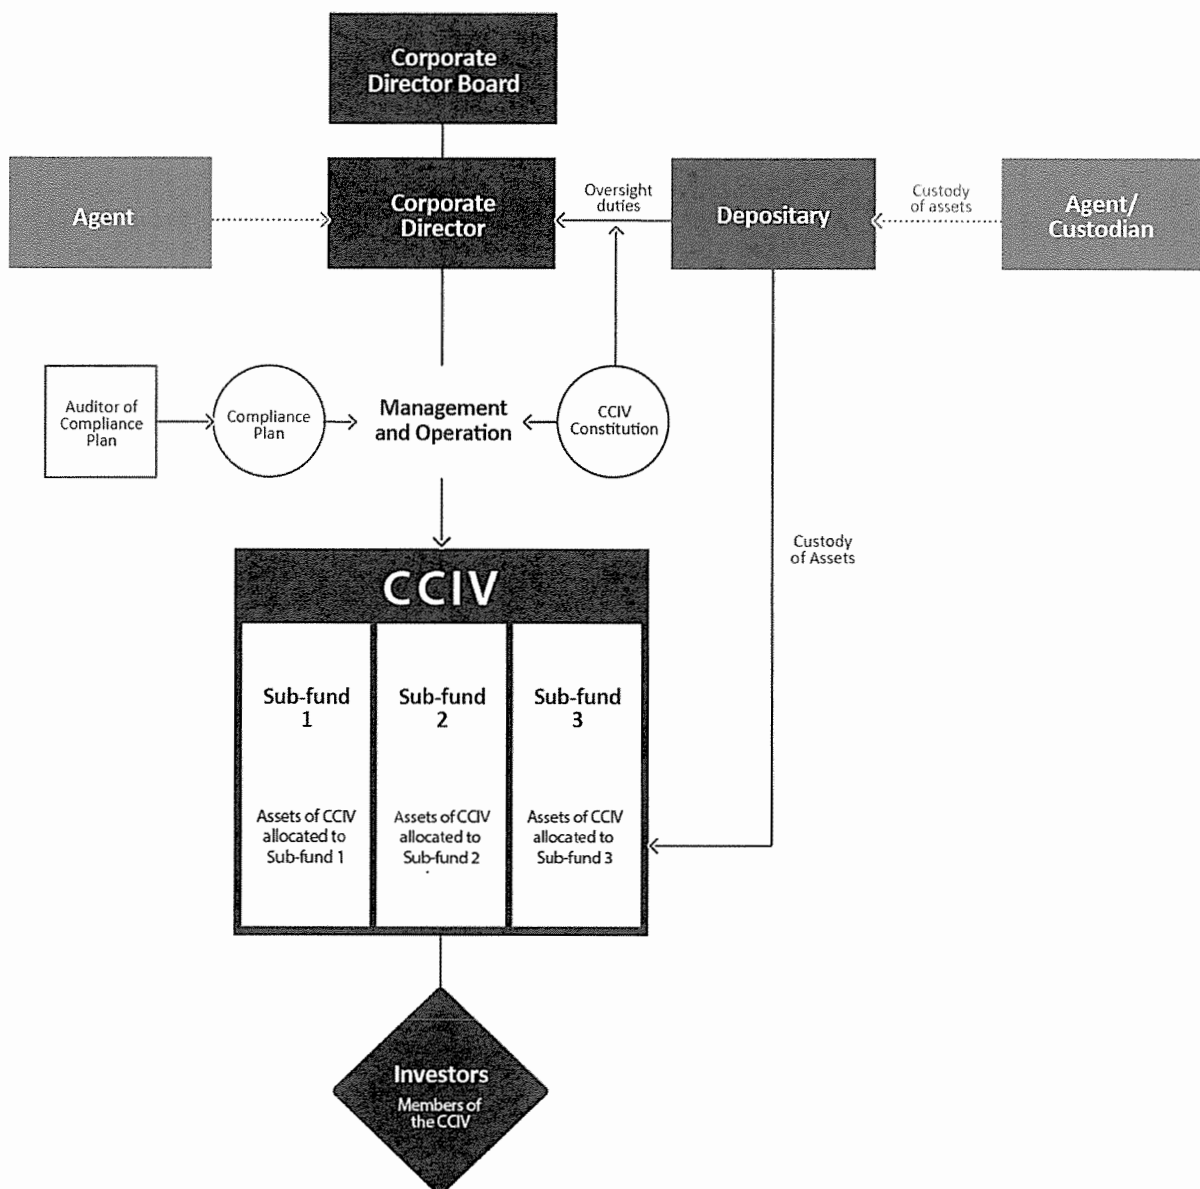 Corporate
Director Board
Agent
Corporate
Director
Oversight
duties
Depositary
Custody
of assets
Agent/
Custodian
Auditor of
Compliance
Plan
Compliance
Plan
Management
and Operation
CCIV
Constitution
Custody
of Assets
CCIV
Sub-fund
1
Sub-fund
2
Sub-fund
3
Assets of CCIV
allocated to
Sub-fund 1
Assets of CCIV
allocated to
Sub-fund 2
Assets of CCIV
allocated to
Sub-fund 3
Investors
Members of
the CCIV